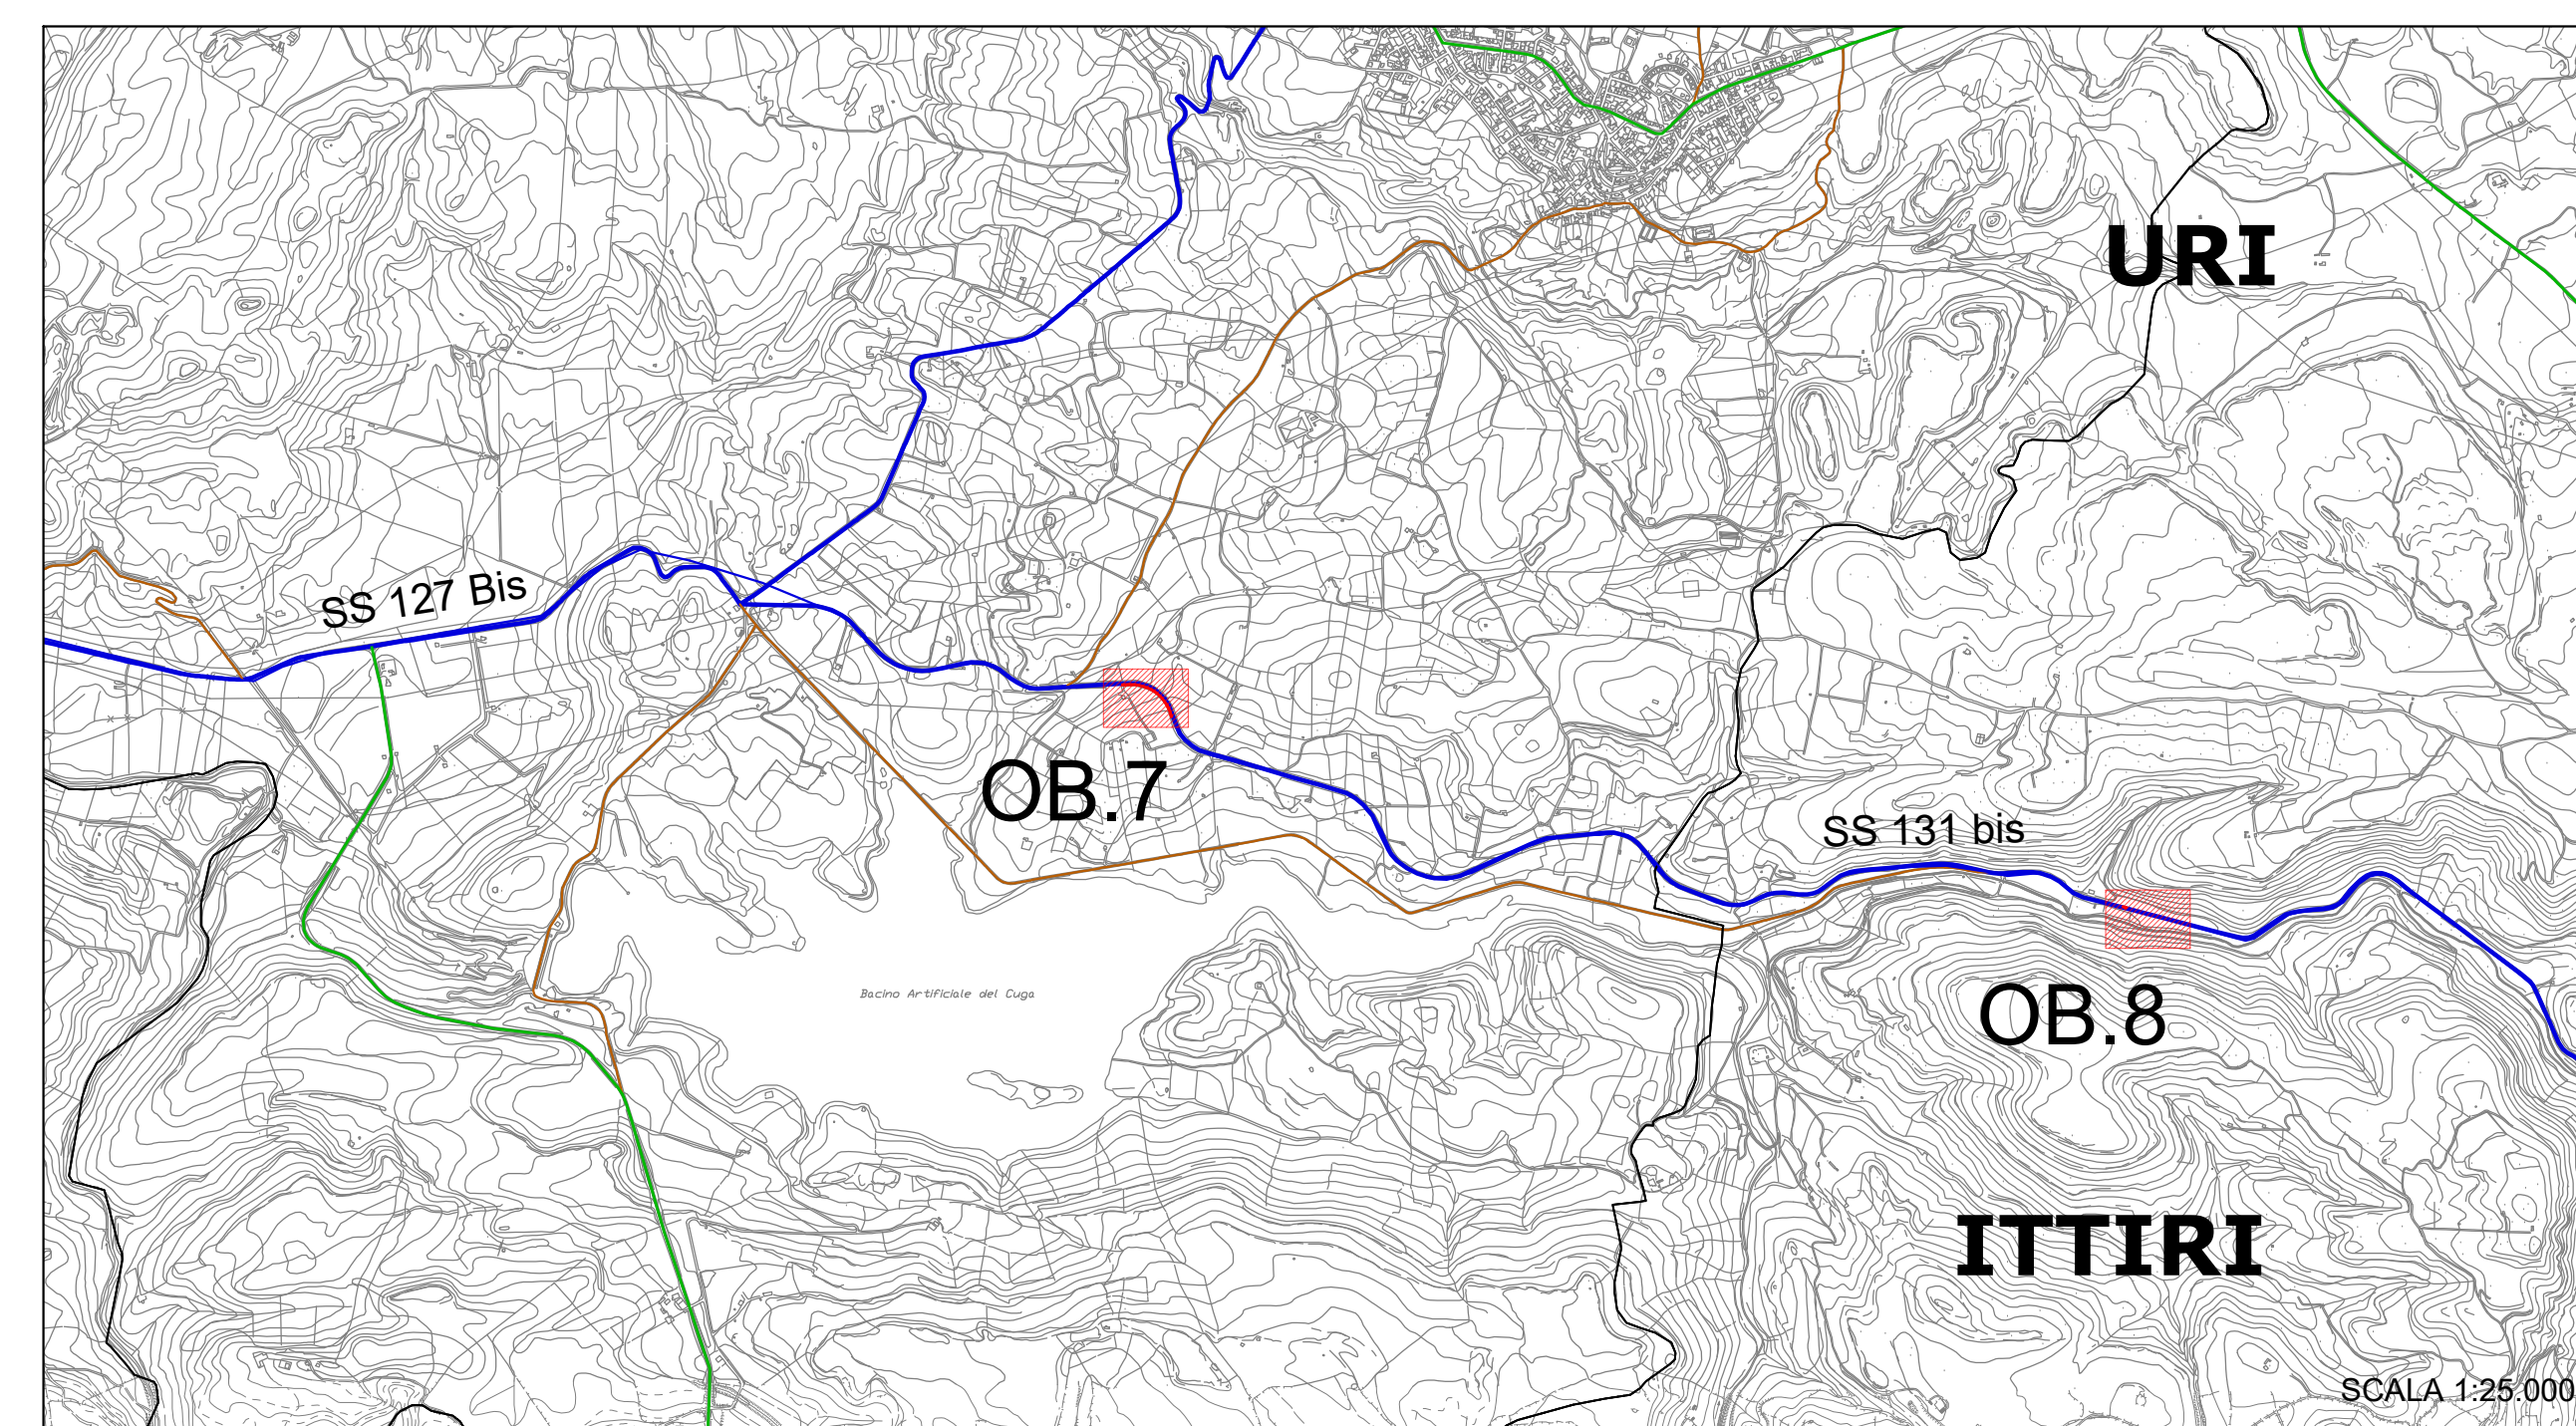 URI
SS 127 Bis
OB.7
SS 131 bis
Bacino Artificiale del Cuga
OB.8
ITTIRI
SCALA 1:25.000